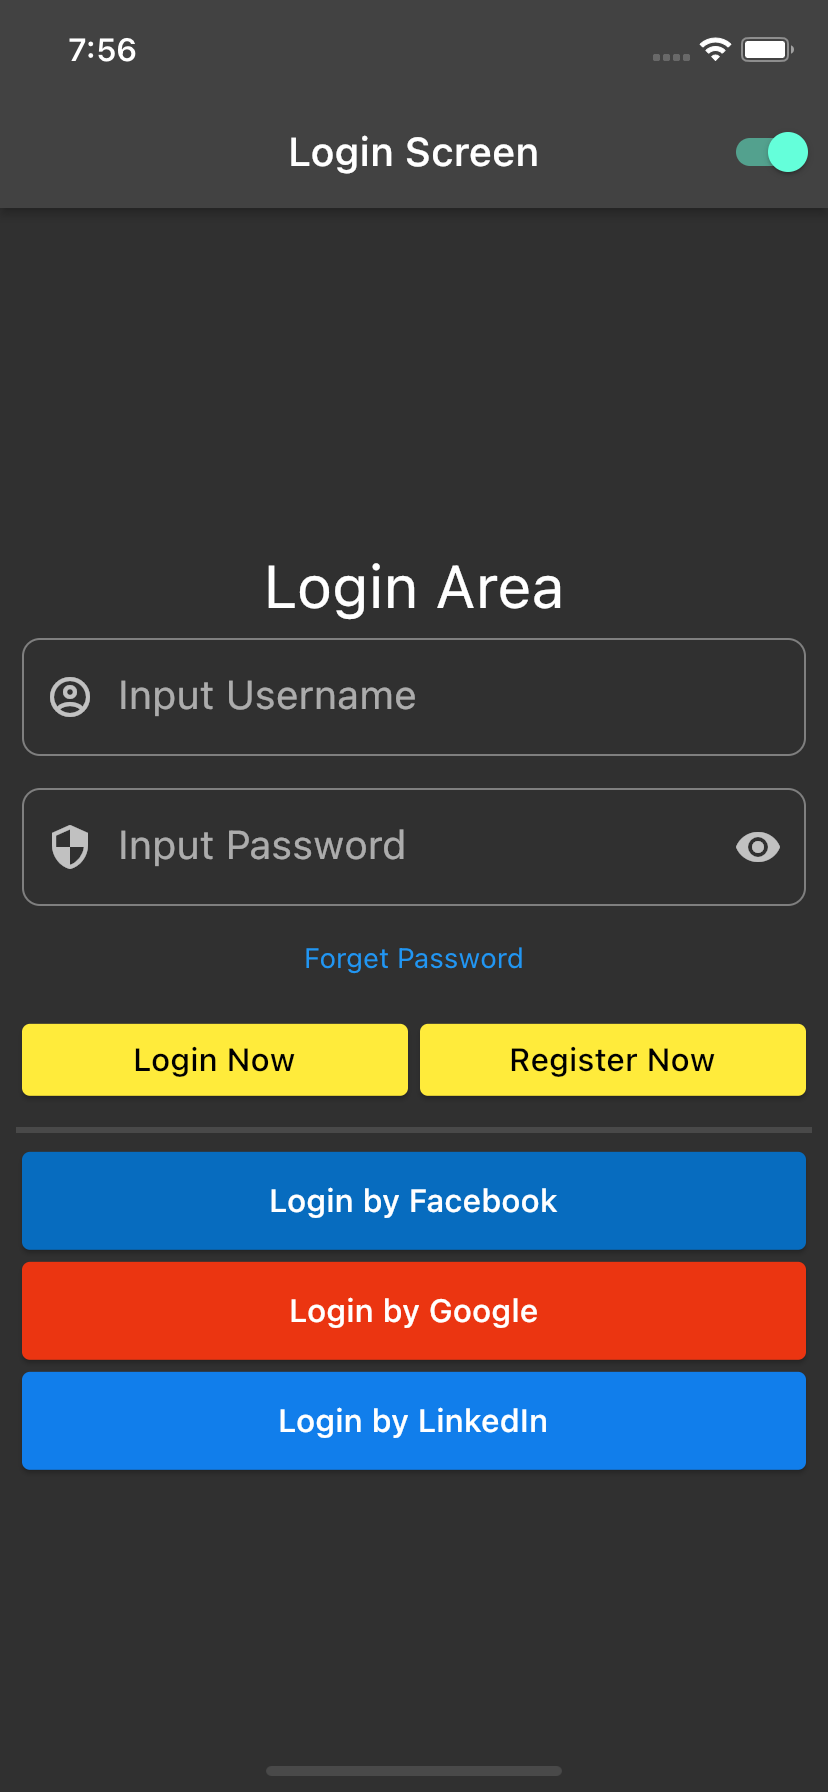 7:56
Login Screen
Login Area
Input Username
Input Password
Forget Password
Login Now
Register Now
Login by Facebook
Login by Google
Login by LinkedIn